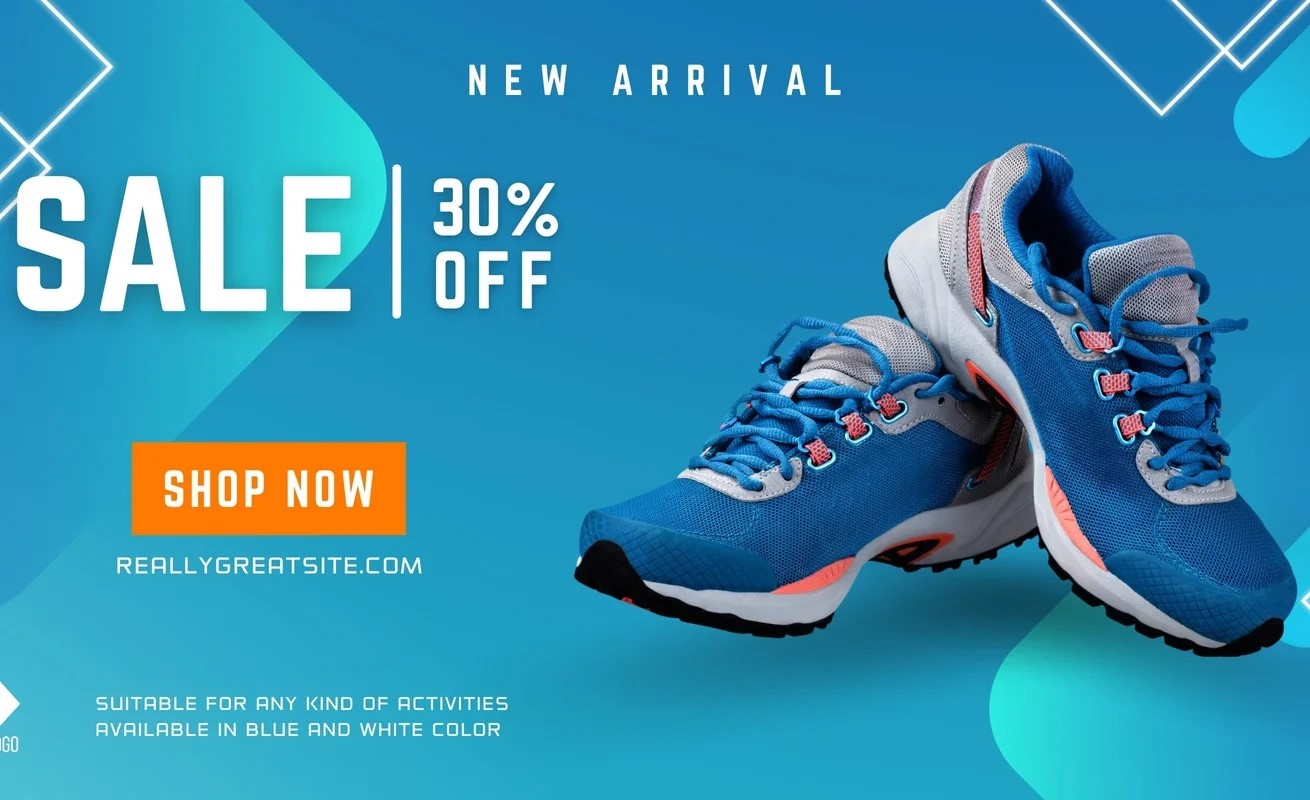 NEW ARRIVAL
SALE
30%
OFF
SHOP NOW
REALLYGREATSITE.COM
SUITABLE FOR ANY KIND OF ACTIVITIES
AVAILABLE IN BLUE AND WHITE COLOR